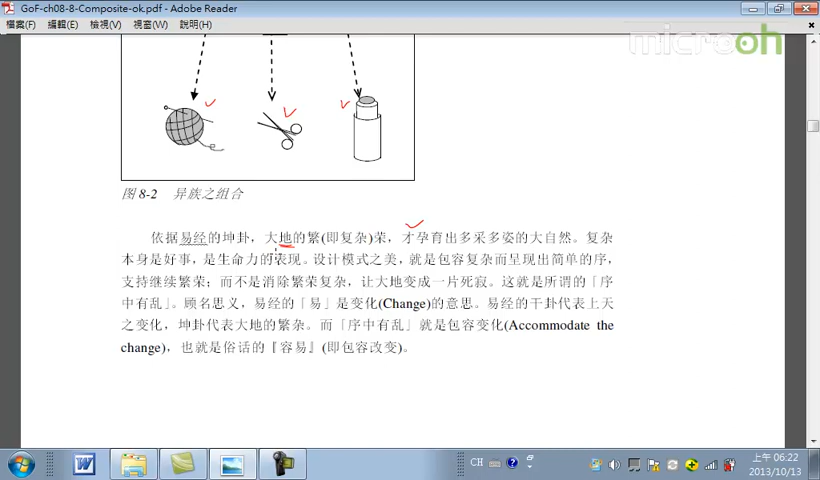 GoF-ch08-8-Composite-ok.pdf - Adobe Reader
檔案(F) 編輯(E) 檢視(V) 視窗(W) 說明(H)
microoh
图 8-2 异族之组合
依据易经的坤卦，大地的繁(即复杂)荣，才孕育出多采多姿的大自然。复杂
本身是好事，是生命力的表现。设计模式之美，就是包容复杂而呈现出简单的序，
支持继续繁荣；而不是消除繁荣复杂，让大地变成一片死寂。这就是所谓的「序
中有乱」。顾名思义，易经的「易」是变化(Change)的意思。易经的干卦代表上天
之变化，坤卦代表大地的繁杂。而「序中有乱」就是包容变化(Accommodate the
change)，也就是俗话的『容易』(即包容改变)。
CH
上午 06:22
2013/10/13